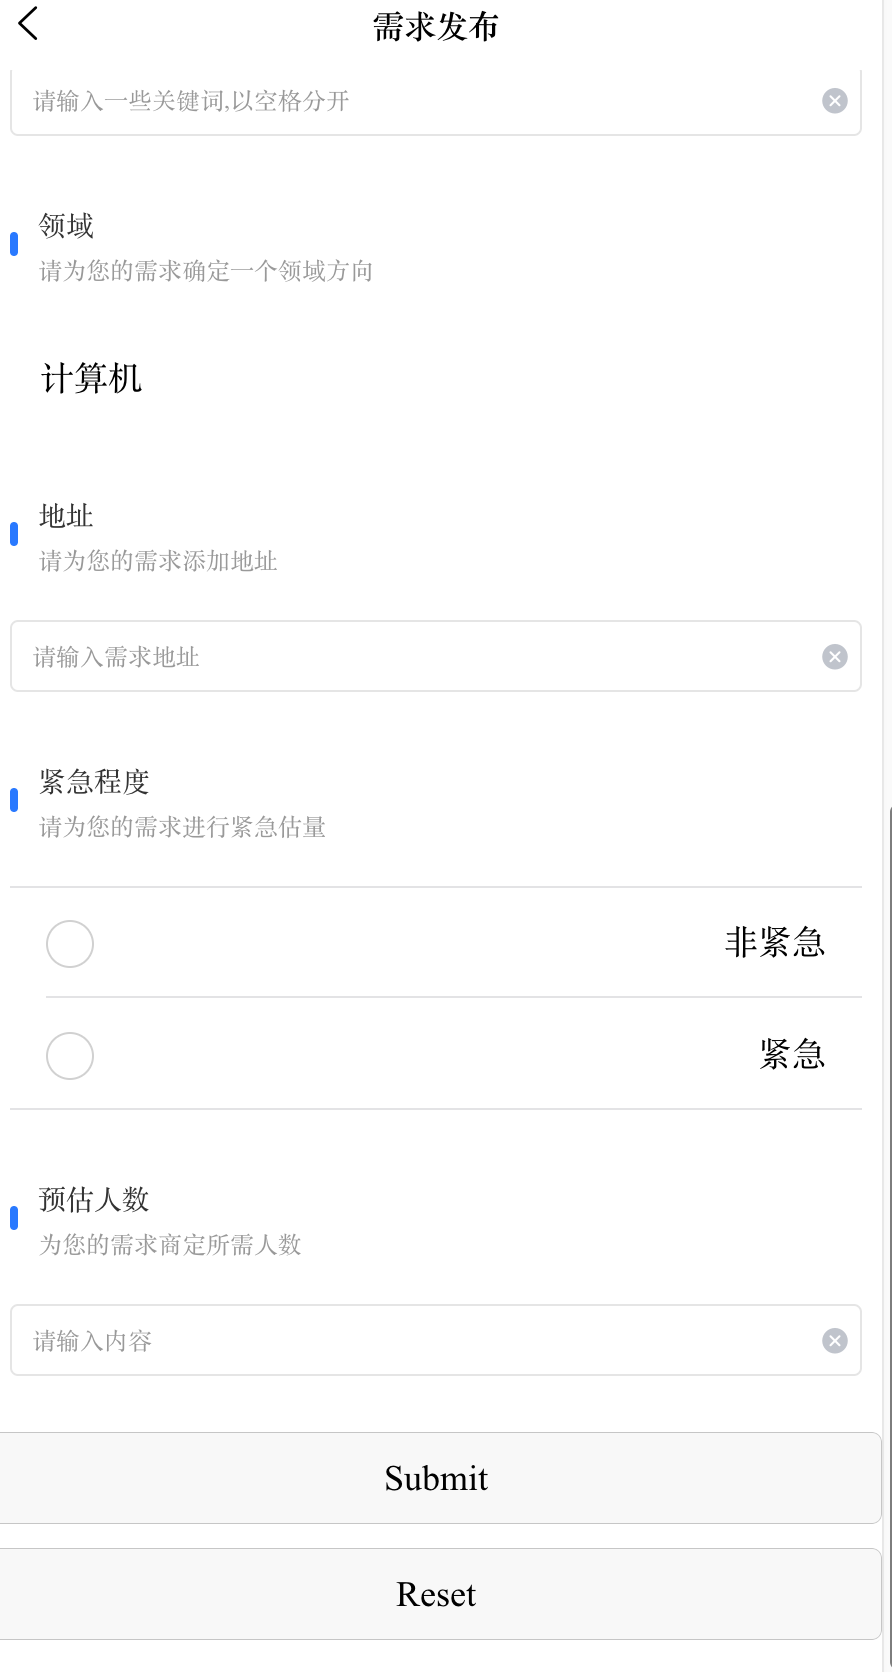 需求发布
请输入一些关键词,以空格分开
领域
请为您的需求确定一个领域方向
计算机
地址
请为您的需求添加地址
请输入需求地址
紧急程度
请为您的需求进行紧急估量
非紧急
紧急
预估人数
为您的需求商定所需人数
请输入内容
Submit
Reset